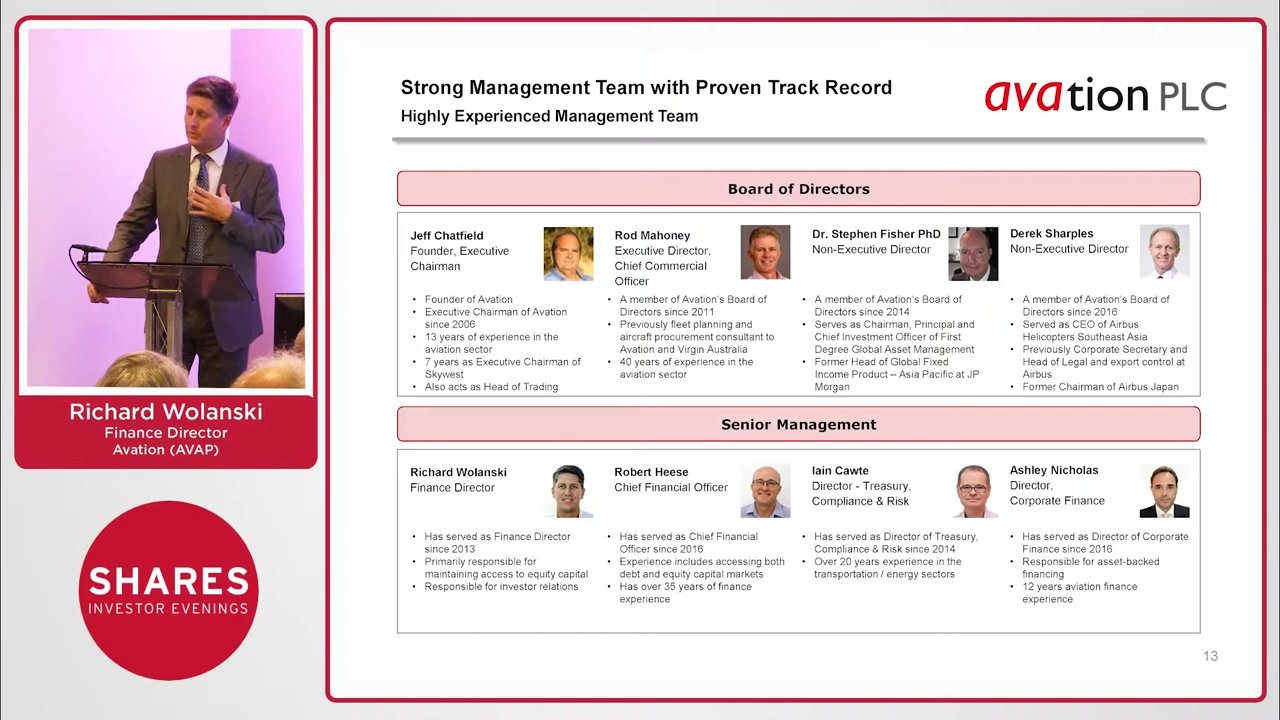 Strong Management Team with Proven Track Record
Highly Experienced Management Team
avation PLC
Board of Directors
Jeff Chatfield
Founder, Executive
Chairman
• Founder of Avation
• Executive Chairman of Avation
since 2006
• 13 years of experience in the
aviation sector
• 7 years as Executive Chairman of
Skywest
• Also acts as Head of Trading
Rod Mahoney
Executive Director,
Chief Commercial
Officer
• A member of Avation's Board of
Directors since 2011
• Previously fleet planning and
aircraft procurement consultant to
Avation and Virgin Australia
• 40 years of experience in the
aviation sector
Dr. Stephen Fisher PhD
Non-Executive Director
• A member of Avation's Board of
Directors since 2014
• Serves as Chairman, Principal and
Chief Investment Officer of First
Degree Global Asset Management
• Former Head of Global Fixed
Income Product – Asia Pacific at JP
Morgan
Derek Sharples
Non-Executive Director
• A member of Avation's Board of
Directors since 2016
• Served as CEO of Airbus
Helicopters Southeast Asia
• Previously Corporate Secretary and
Head of Legal and export control at
Airbus
• Former Chairman of Airbus Japan
Senior Management
Richard Wolanski
Finance Director
• Has served as Finance Director
since 2013
• Primarily responsible for
maintaining access to equity capital
• Responsible for investor relations
Robert Heese
Chief Financial Officer
• Has served as Chief Financial
Officer since 2016
• Experience includes accessing both
debt and equity capital markets
• Has over 35 years of finance
experience
Iain Cawte
Director - Treasury,
Compliance & Risk
• Has served as Director of Treasury,
Compliance & Risk since 2014
• Over 20 years experience in the
transportation / energy sectors
Ashley Nicholas
Director,
Corporate Finance
• Has served as Director of Corporate
Finance since 2016
• Responsible for asset-backed
financing
• 12 years aviation finance
experience
13
Richard Wolanski
Finance Director
Avation (AVAP)
SHARES
INVESTOR EVENINGS